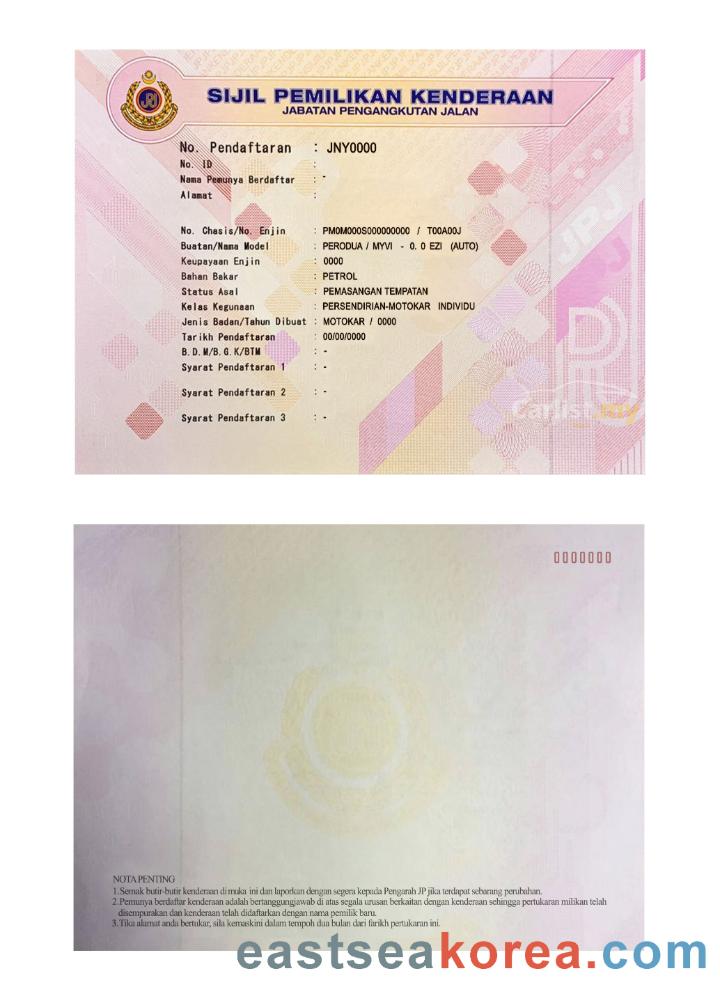 SIJIL PEMILIKAN KENDERAAN
JABATAN PENGANGKUTAN JALAN
No. Pendaftaran : JNY0000
No. ID :
Nama Pemunya Berdaftar : -
Alamat :
No. Chasis/No. Enjin : PM0M000S000000000 / T00A00J
Buatan/Nama Model : PERODUA / MYVI - 0. 0 EZI (AUTO)
Keupayaan Enjin : 0000
Bahan Bakar : PETROL
Status Asal : PEMASANGAN TEMPATAN
Kelas Kegunaan : PERSENDIRIAN-MOTOKAR INDIVIDU
Jenis Badan/Tahun Dibuat : MOTOKAR / 0000
Tarikh Pendaftaran : 00/00/0000
B.D.M/B.G.K/BTM : -
Syarat Pendaftaran 1 : -
Syarat Pendaftaran 2 : -
Syarat Pendaftaran 3 : -
JPJ
Carlist.my
0000000
NOTA PENTING
1.Semak butir-butir kenderaan di muka ini dan laporkan dengan segera kepada Pengarah JP jika terdapat sebarang perubahan.
2.Pemunya berdaftar kenderaan adalah bertanggungjawab di atas segala urusan berkaitan dengan kenderaan sehingga pertukaran milikan telah
disempurakan dan kenderaan telah didaftarkan dengan nama pemilik baru.
3.Tika alamat anda bertukar, sila kemaskini dalam tempoh dua bulan dari farikh pertukaran ini.
eastseakorea.com